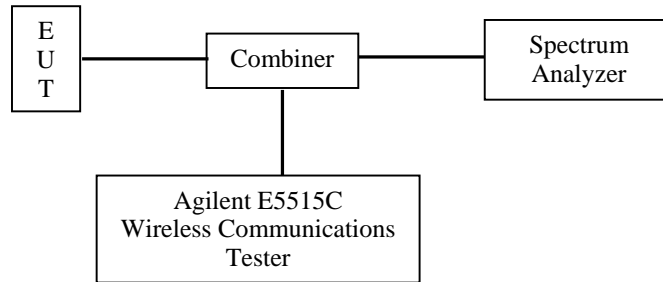 E
U
T
Combiner
Spectrum
Analyzer
Agilent E5515C
Wireless Communications
Tester